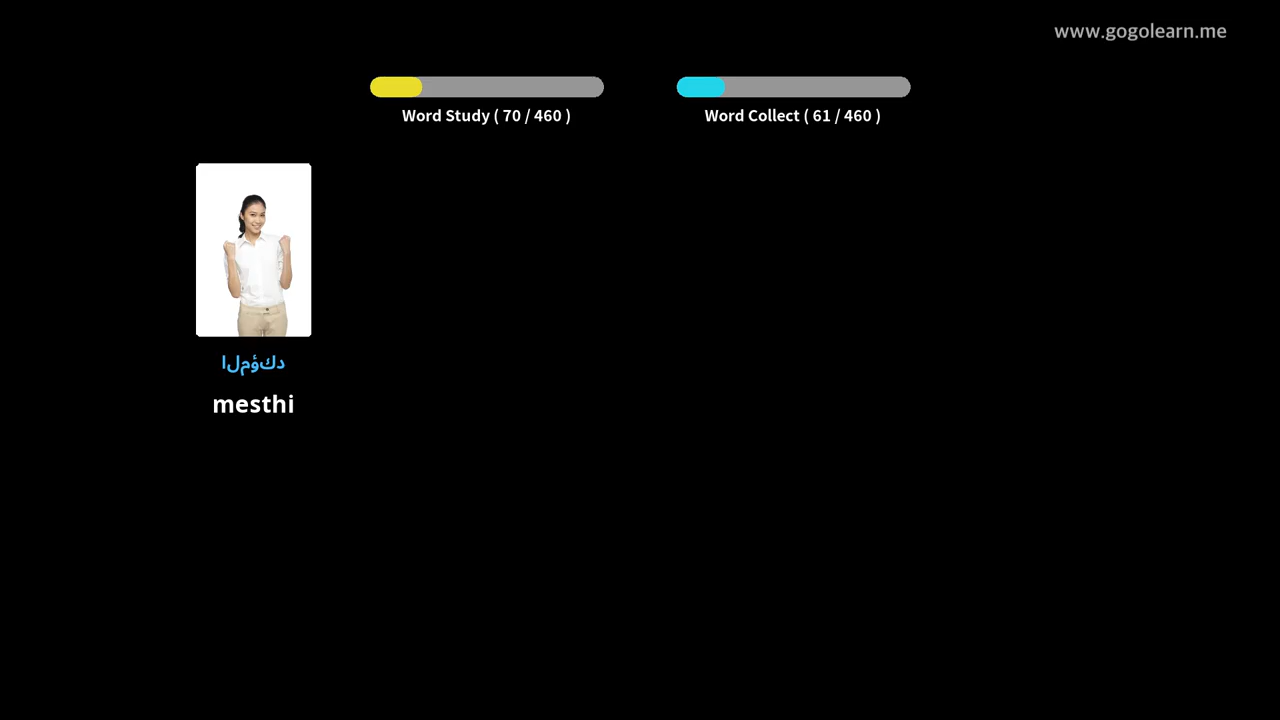 www.gogolearn.me
Word Study ( 70 / 460 )
Word Collect ( 61 / 460 )
المؤكد
mesthi